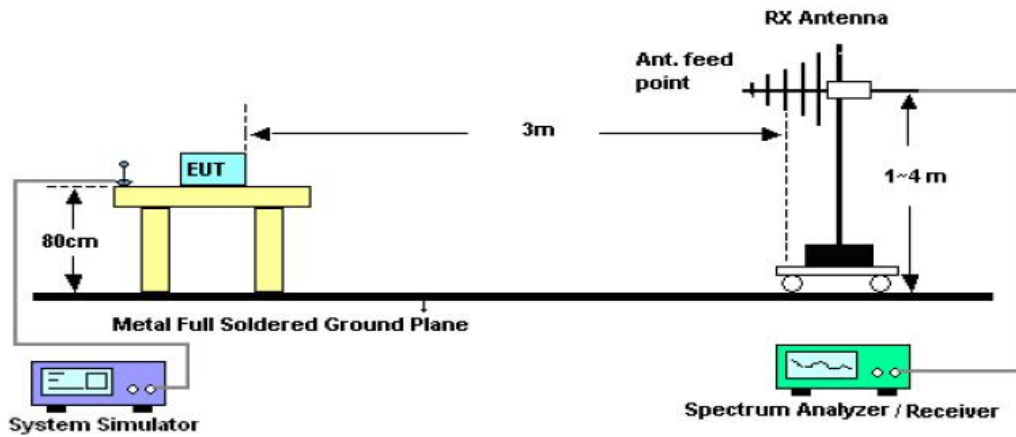 RX Antenna
Ant. feed
point
3m
EUT
1~4 m
80cm
Metal Full Soldered Ground Plane
System Simulator
Spectrum Analyzer / Receiver